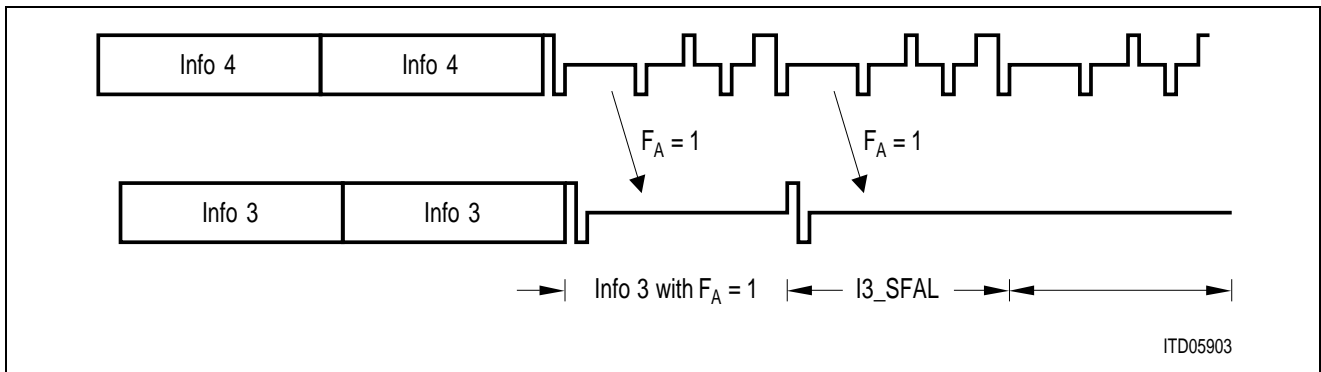 Info 4 Info 4
F_A = 1 F_A = 1
Info 3 Info 3
Info 3 with F_A = 1 I3_SFAL
ITD05903